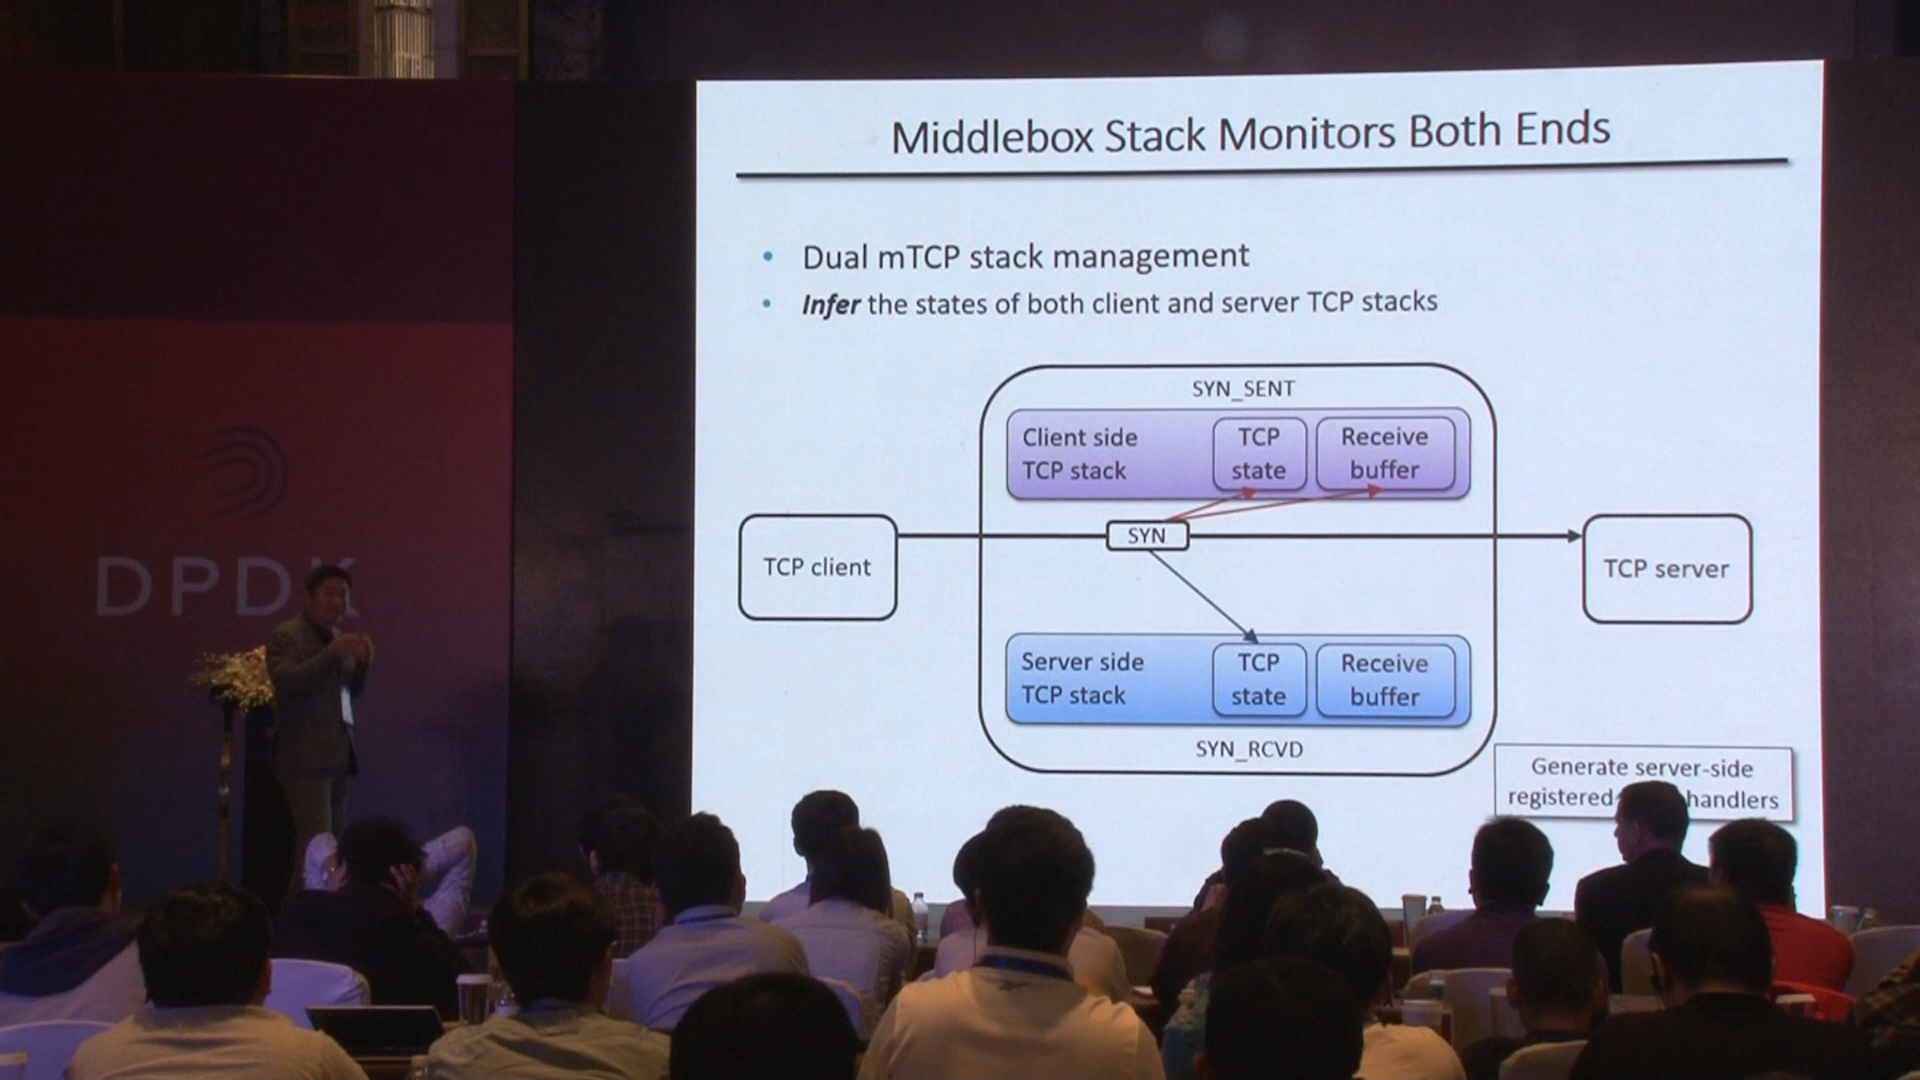 Middlebox Stack Monitors Both Ends
• Dual mTCP stack management
• Infer the states of both client and server TCP stacks
SYN_SENT
Client side
TCP stack
TCP
state
Receive
buffer
TCP client
SYN
TCP server
Server side
TCP stack
TCP
state
Receive
buffer
SYN_RCVD
Generate server-side
registered handlers
DPDK